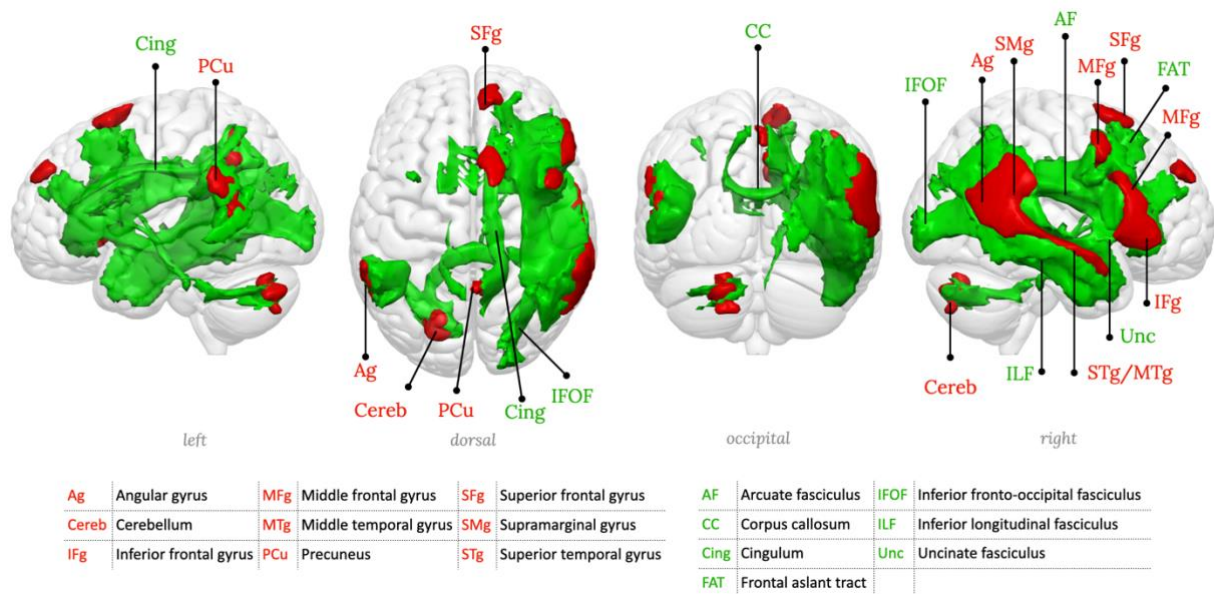 SFg
CC
AF
Cing
SMg
SFg
PCu
Ag
MFg
FAT
IFOF
MFg
IFg
Unc
Ag
Cereb
PCu
Cing
IFOF
Cereb
ILF
STg/MTg
left
dorsal
occipital
right
Ag Angular gyrus MFg Middle frontal gyrus SFg Superior frontal gyrus
Cereb Cerebellum MTg Middle temporal gyrus SMg Supramarginal gyrus
IFg Inferior frontal gyrus PCu Precuneus STg Superior temporal gyrus
AF Arcuate fasciculus IFOF Inferior fronto-occipital fasciculus
CC Corpus callosum ILF Inferior longitudinal fasciculus
Cing Cingulum Unc Uncinate fasciculus
FAT Frontal aslant tract